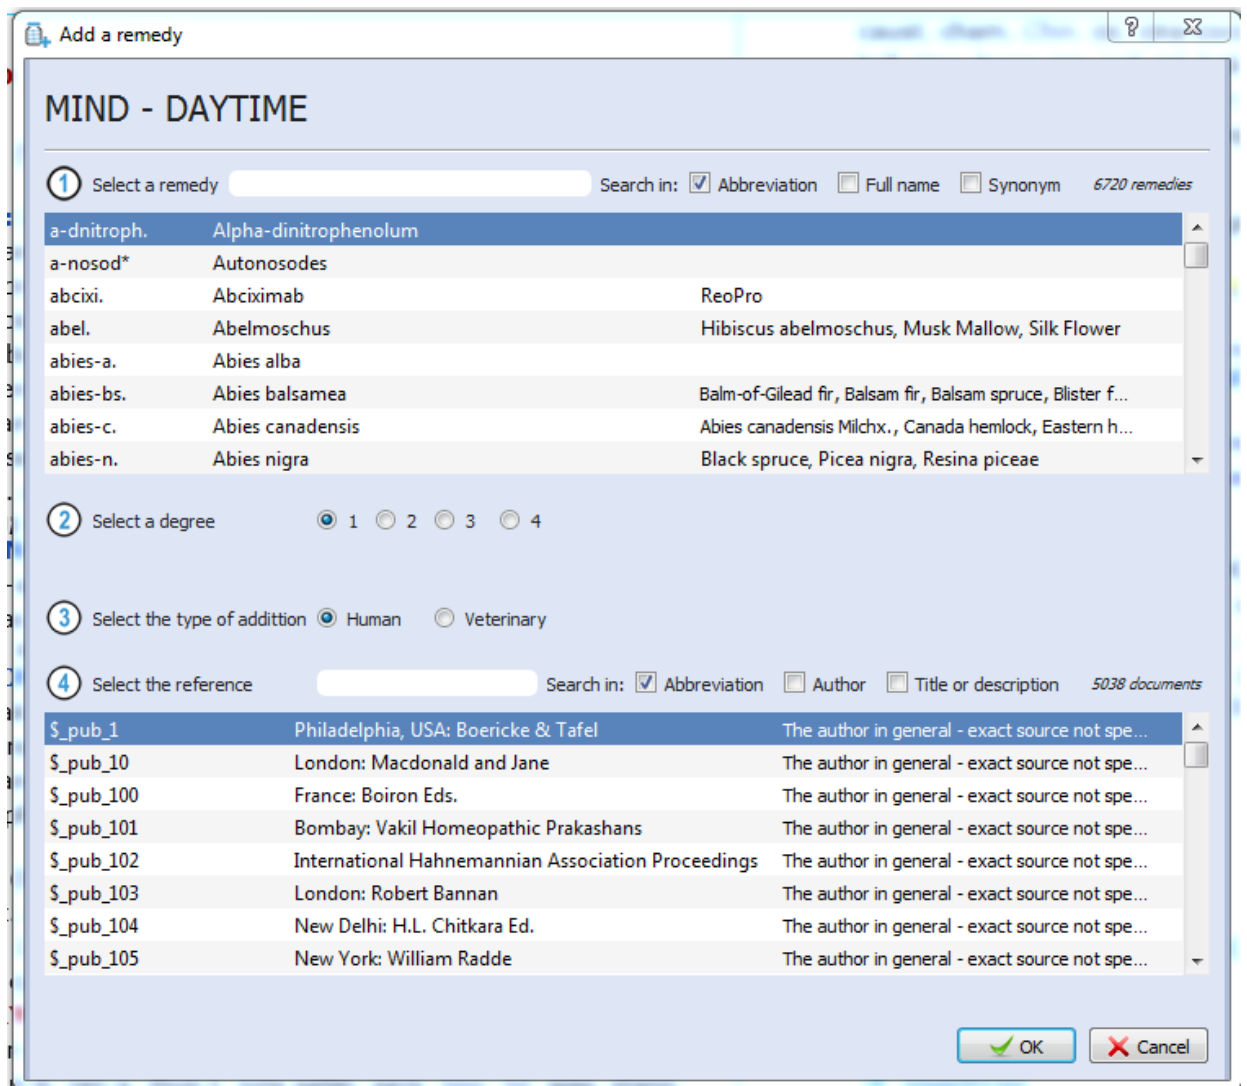 Add a remedy
MIND - DAYTIME
1 Select a remedy Search in: Abbreviation Full name Synonym 6720 remedies
a-dnitroph. Alpha-dinitrophenolum
a-nosod* Autonosodes
abcixi. Abciximab ReoPro
abel. Abelmoschus Hibiscus abelmoschus, Musk Mallow, Silk Flower
abies-a. Abies alba
abies-bs. Abies balsamea Balm-of-Gilead fir, Balsam fir, Balsam spruce, Blister f...
abies-c. Abies canadensis Abies canadensis Milchx., Canada hemlock, Eastern h...
abies-n. Abies nigra Black spruce, Picea nigra, Resina piceae
2 Select a degree 1 2 3 4
3 Select the type of addittion Human Veterinary
4 Select the reference Search in: Abbreviation Author Title or description 5038 documents
$_pub_1 Philadelphia, USA: Boericke & Tafel The author in general - exact source not spe...
$_pub_10 London: Macdonald and Jane The author in general - exact source not spe...
$_pub_100 France: Boiron Eds. The author in general - exact source not spe...
$_pub_101 Bombay: Vakil Homeopathic Prakashans The author in general - exact source not spe...
$_pub_102 International Hahnemannian Association Proceedings The author in general - exact source not spe...
$_pub_103 London: Robert Bannan The author in general - exact source not spe...
$_pub_104 New Delhi: H.L. Chitkara Ed. The author in general - exact source not spe...
$_pub_105 New York: William Radde The author in general - exact source not spe...
OK Cancel